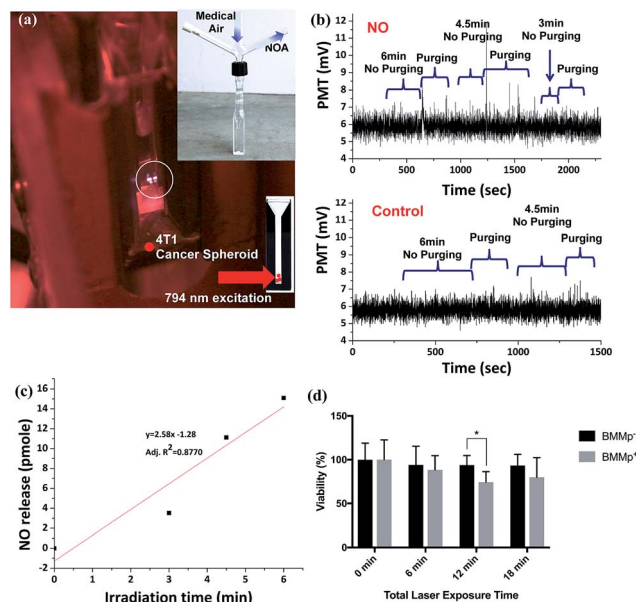 (a)
Medical
Air
NOA
4T1
Cancer Spheroid
794 nm excitation
(b)
NO
6min
No Purging
Purging
4.5min
No Purging
Purging
3min
No Purging
Purging
PMT (mV)
12
11
10
9
8
7
6
5
4
0 500 1000 1500 2000
Time (sec)
Control
6min
No Purging
Purging
4.5min
No Purging
Purging
PMT (mV)
12
11
10
9
8
7
6
5
4
0 500 1000 1500
Time (sec)
(c)
y=2.58x -1.28
Adj. R²=0.8770
NO release (pmole)
16
15
14
12
10
8
6
4
2
0
-2
0 3 4 5 6
Irradiation time (min)
(d)
Viability (%)
150
100
50
0
*
BMMp⁻
BMMp⁺
0 min
6 min
12 min
18 min
Total Laser Exposure Time